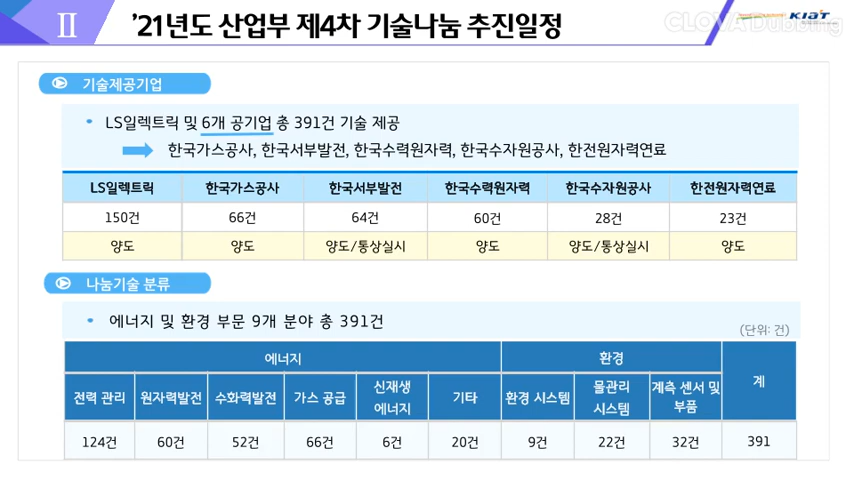 Ⅱ
'21년도 산업부 제4차 기술나눔 추진일정
CLOVA Dubbing
KIAT
기술제공기업
• LS일렉트릭 및 6개 공기업 총 391건 기술 제공
한국가스공사, 한국서부발전, 한국수력원자력, 한국수자원공사, 한전원자력연료
LS일렉트릭 한국가스공사 한국서부발전 한국수력원자력 한국수자원공사 한전원자력연료
150건 66건 64건 60건 28건 23건
양도 양도 양도/통상실시 양도 양도/통상실시 양도
나눔기술 분류
• 에너지 및 환경 부문 9개 분야 총 391건
(단위: 건)
에너지 환경 계
전력 관리 원자력발전 수화력발전 가스 공급 신재생 에너지 기타 환경 시스템 물관리 시스템 계측 센서 및 부품
124건 60건 52건 66건 6건 20건 9건 22건 32건 391